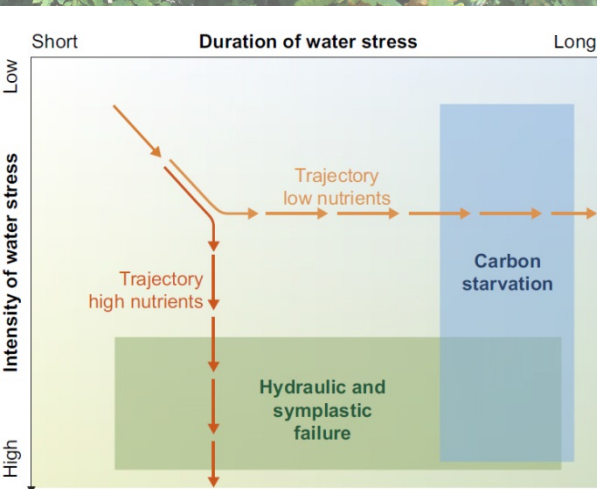 Short
Duration of water stress
Long
Low
Intensity of water stress
High
Trajectory
low nutrients
Carbon
starvation
Trajectory
high nutrients
Hydraulic and
symplastic
failure